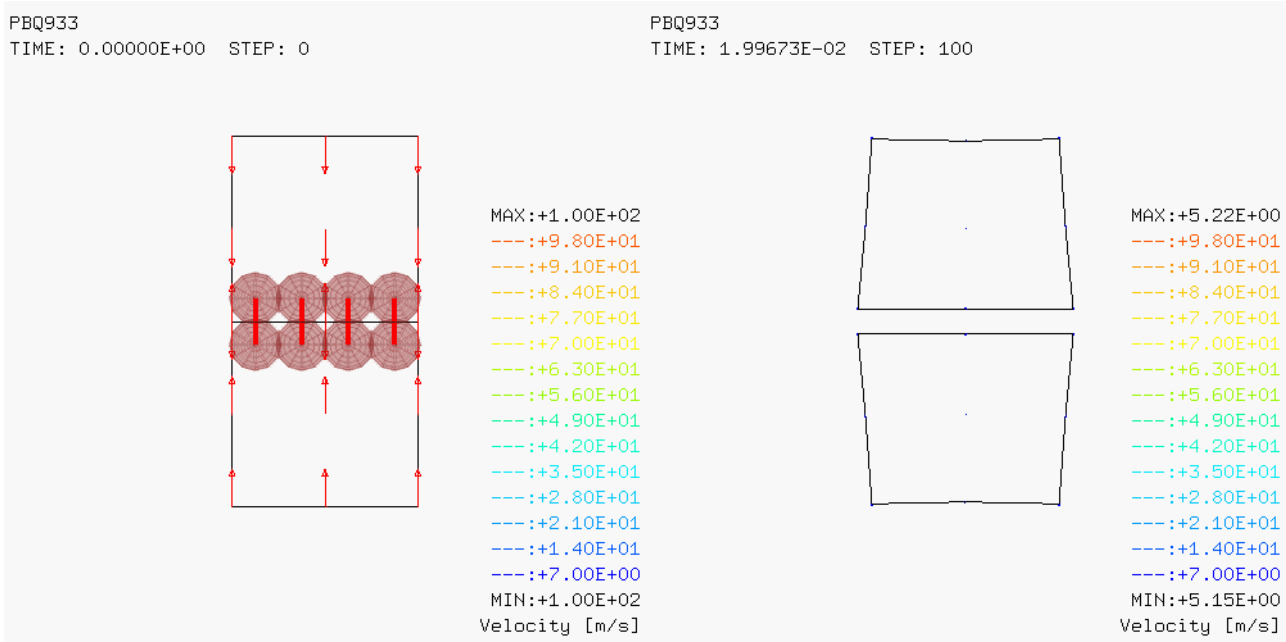 PBQ933
TIME: 0.00000E+00 STEP: 0
MAX:+1.00E+02
---:+9.80E+01
---:+9.10E+01
---:+8.40E+01
---:+7.70E+01
---:+7.00E+01
---:+6.30E+01
---:+5.60E+01
---:+4.90E+01
---:+4.20E+01
---:+3.50E+01
---:+2.80E+01
---:+2.10E+01
---:+1.40E+01
---:+7.00E+00
MIN:+1.00E+02
Velocity [m/s]
PBQ933
TIME: 1.99673E-02 STEP: 100
MAX:+5.22E+00
---:+9.80E+01
---:+9.10E+01
---:+8.40E+01
---:+7.70E+01
---:+7.00E+01
---:+6.30E+01
---:+5.60E+01
---:+4.90E+01
---:+4.20E+01
---:+3.50E+01
---:+2.80E+01
---:+2.10E+01
---:+1.40E+01
---:+7.00E+00
MIN:+5.15E+00
Velocity [m/s]